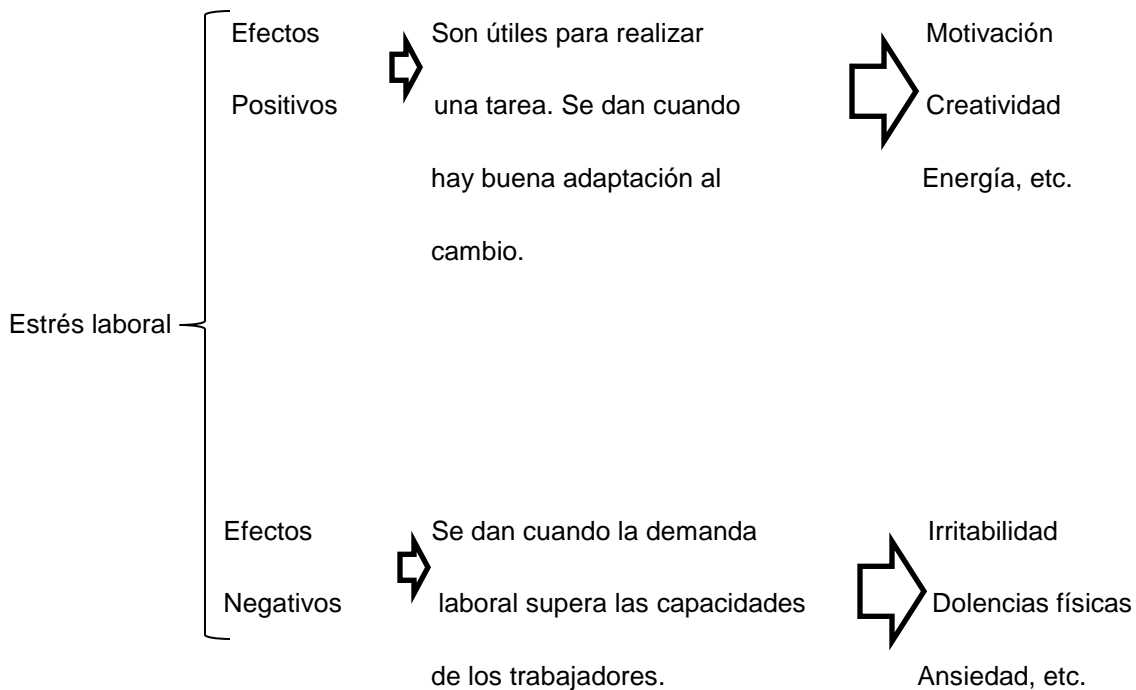 Efectos
Positivos
Son útiles para realizar
una tarea. Se dan cuando
hay buena adaptación al
cambio.
Motivación
Creatividad
Energía, etc.
Estrés laboral
Efectos
Negativos
Se dan cuando la demanda
laboral supera las capacidades
de los trabajadores.
Irritabilidad
Dolencias físicas
Ansiedad, etc.